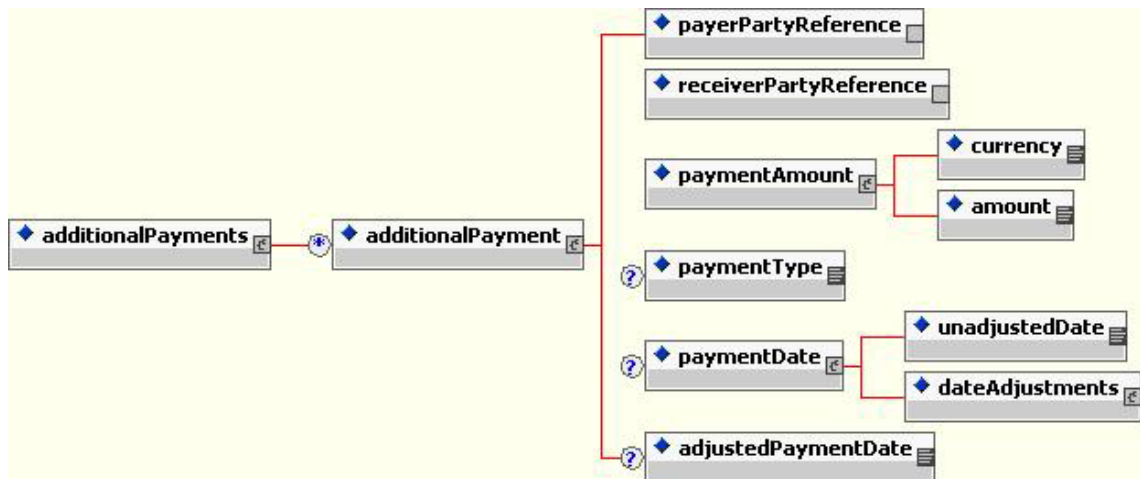 payerPartyReference
receiverPartyReference
currency
paymentAmount
amount
additionalPayments
*
additionalPayment
paymentType
?
unadjustedDate
paymentDate
?
dateAdjustments
adjustedPaymentDate
?